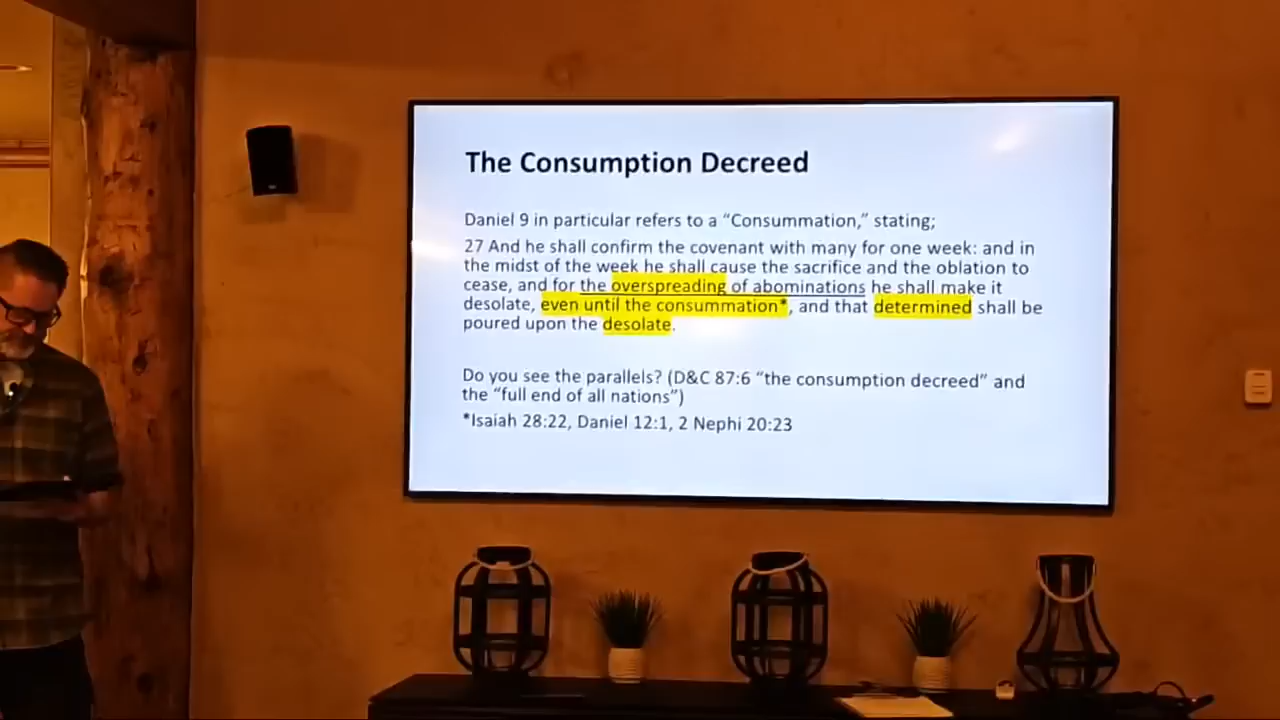 The Consumption Decreed
Daniel 9 in particular refers to a “Consummation,” stating;
27 And he shall confirm the covenant with many for one week: and in
the midst of the week he shall cause the sacrifice and the oblation to
cease, and for the overspreading of abominations he shall make it
desolate, even until the consummation*, and that determined shall be
poured upon the desolate.
Do you see the parallels? (D&C 87:6 “the consumption decreed” and
the “full end of all nations”)
*Isaiah 28:22, Daniel 12:1, 2 Nephi 20:23